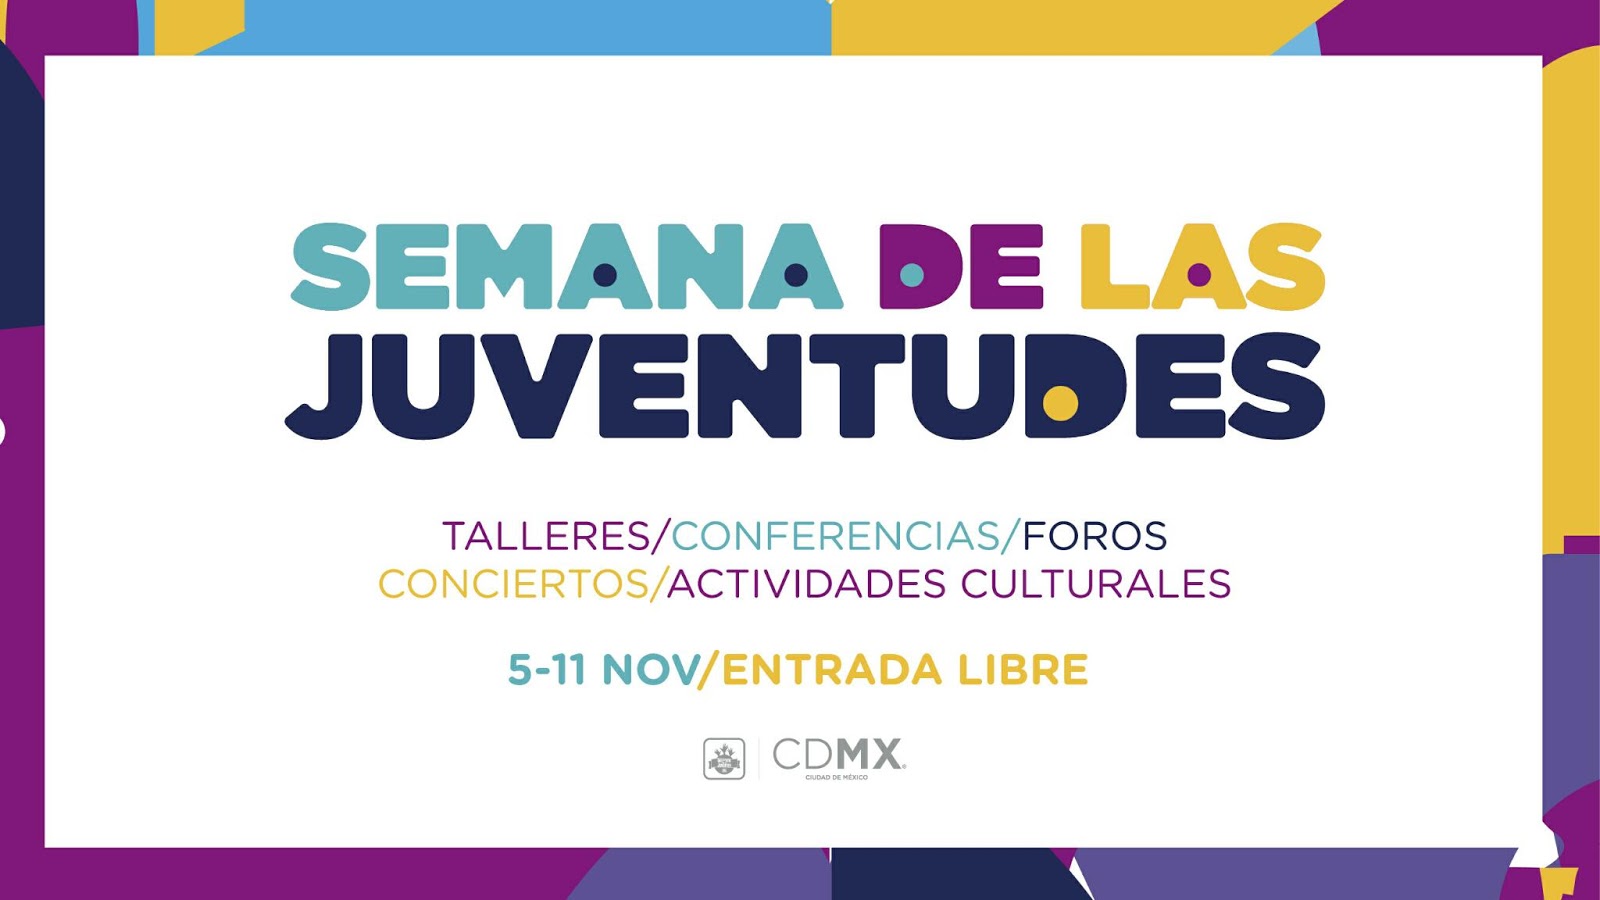 SEMANA DE LAS
JUVENTUDES
TALLERES/CONFERENCIAS/FOROS
CONCIERTOS/ACTIVIDADES CULTURALES
5-11 NOV/ENTRADA LIBRE
CDMX
CIUDAD DE MÉXICO